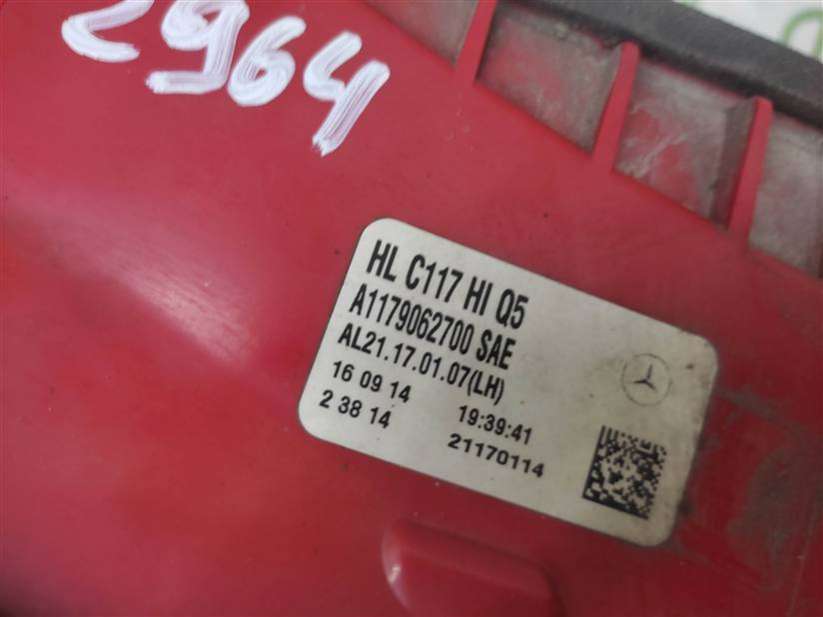 2964
HL C117 HI Q5
A1179062700 SAE
AL21.17.01.07(LH)
16 09 14 19:39:41
2 38 14 21170114